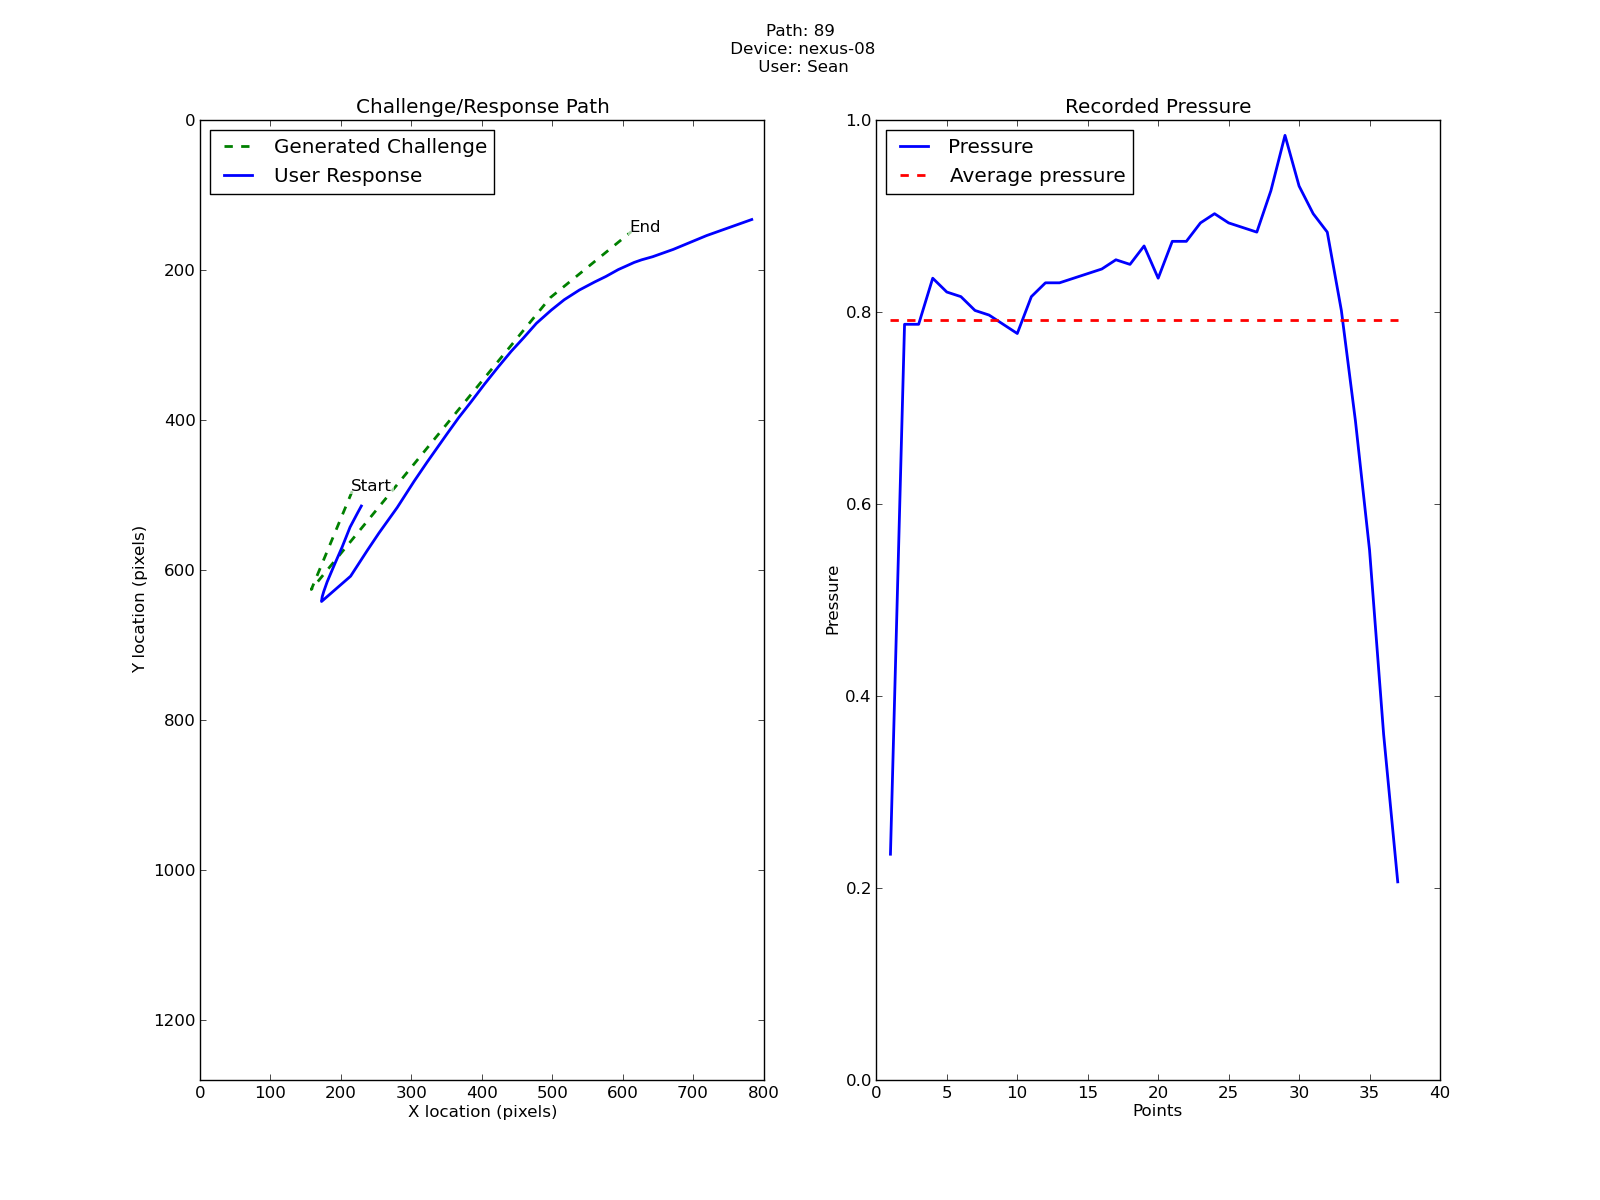 Path: 89
Device: nexus-08
User: Sean
Challenge/Response Path
Generated Challenge
User Response
End
Start
0
200
400
600
800
1000
1200
Y location (pixels)
0 100 200 300 400 500 600 700 800
X location (pixels)
Recorded Pressure
Pressure
Average pressure
1.0
0.8
0.6
0.4
0.2
0.0
Pressure
0 5 10 15 20 25 30 35 40
Points